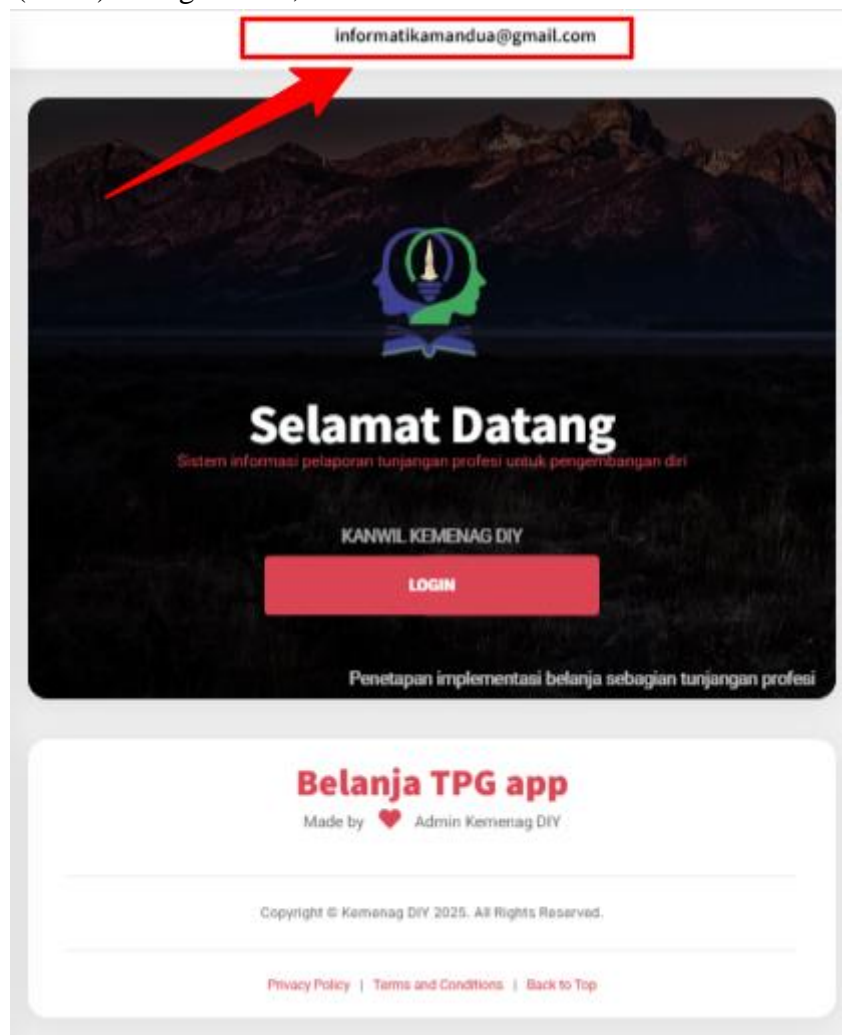 informatikamandua@gmail.com
Selamat Datang
Sistem informasi pelaporan tunjangan profesi untuk pengembangan diri
KANWIL KEMENAG DIY
LOGIN
Penetapan implementasi belanja sebagian tunjangan profesi
Belanja TPG app
Made by ❤ Admin Kemenag DIY
Copyright © Kemenag DIY 2025. All Rights Reserved.
Privacy Policy | Terms and Conditions | Back to Top